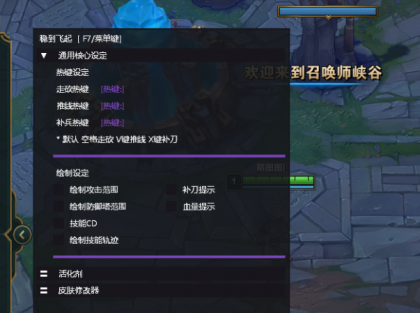 稳到飞起 [ F7/菜单键]
▼ 通用核心设定
热键设定
走砍热键 [热键:]
欢迎来到召唤师峡谷
推线热键 [热键:]
补兵热键 [热键:]
* 默认 空格走砍 V键推线 X键补刀
绘制设定
1
绘制攻击范围 补刀提示
绘制防御塔范围 血量提示
技能CD
绘制技能轨迹
活化剂
皮肤修改器